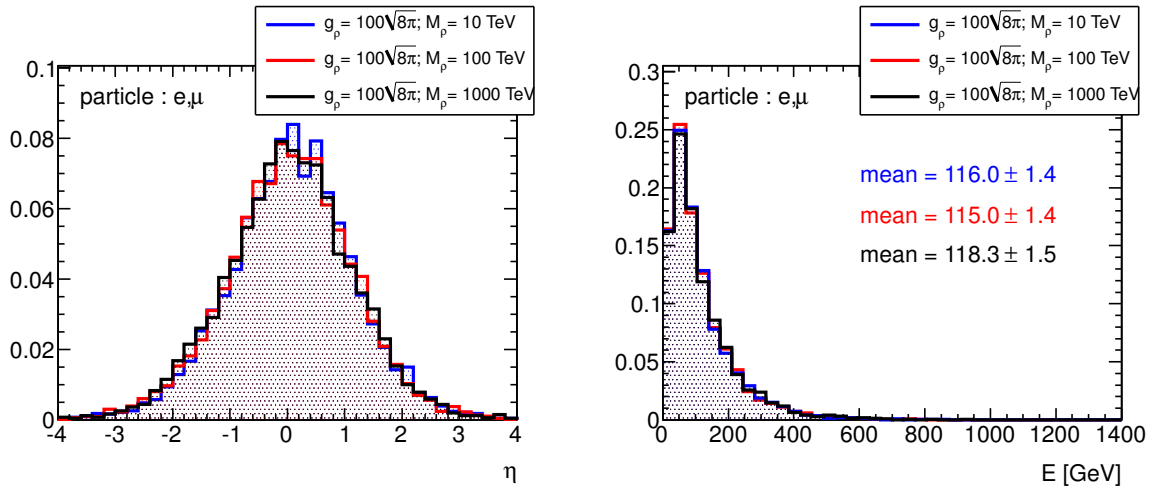 g_ρ = 100√8π; M_ρ = 10 TeV
g_ρ = 100√8π; M_ρ = 100 TeV
g_ρ = 100√8π; M_ρ = 1000 TeV
particle : e,μ
0.1
0.08
0.06
0.04
0.02
0
-4 -3 -2 -1 0 1 2 3 4
η
g_ρ = 100√8π; M_ρ = 10 TeV
g_ρ = 100√8π; M_ρ = 100 TeV
g_ρ = 100√8π; M_ρ = 1000 TeV
particle : e,μ
0.30
0.25
0.20
0.15
0.10
0.05
0
mean = 116.0 ± 1.4
mean = 115.0 ± 1.4
mean = 118.3 ± 1.5
0 200 400 600 800 1000 1200 1400
E [GeV]